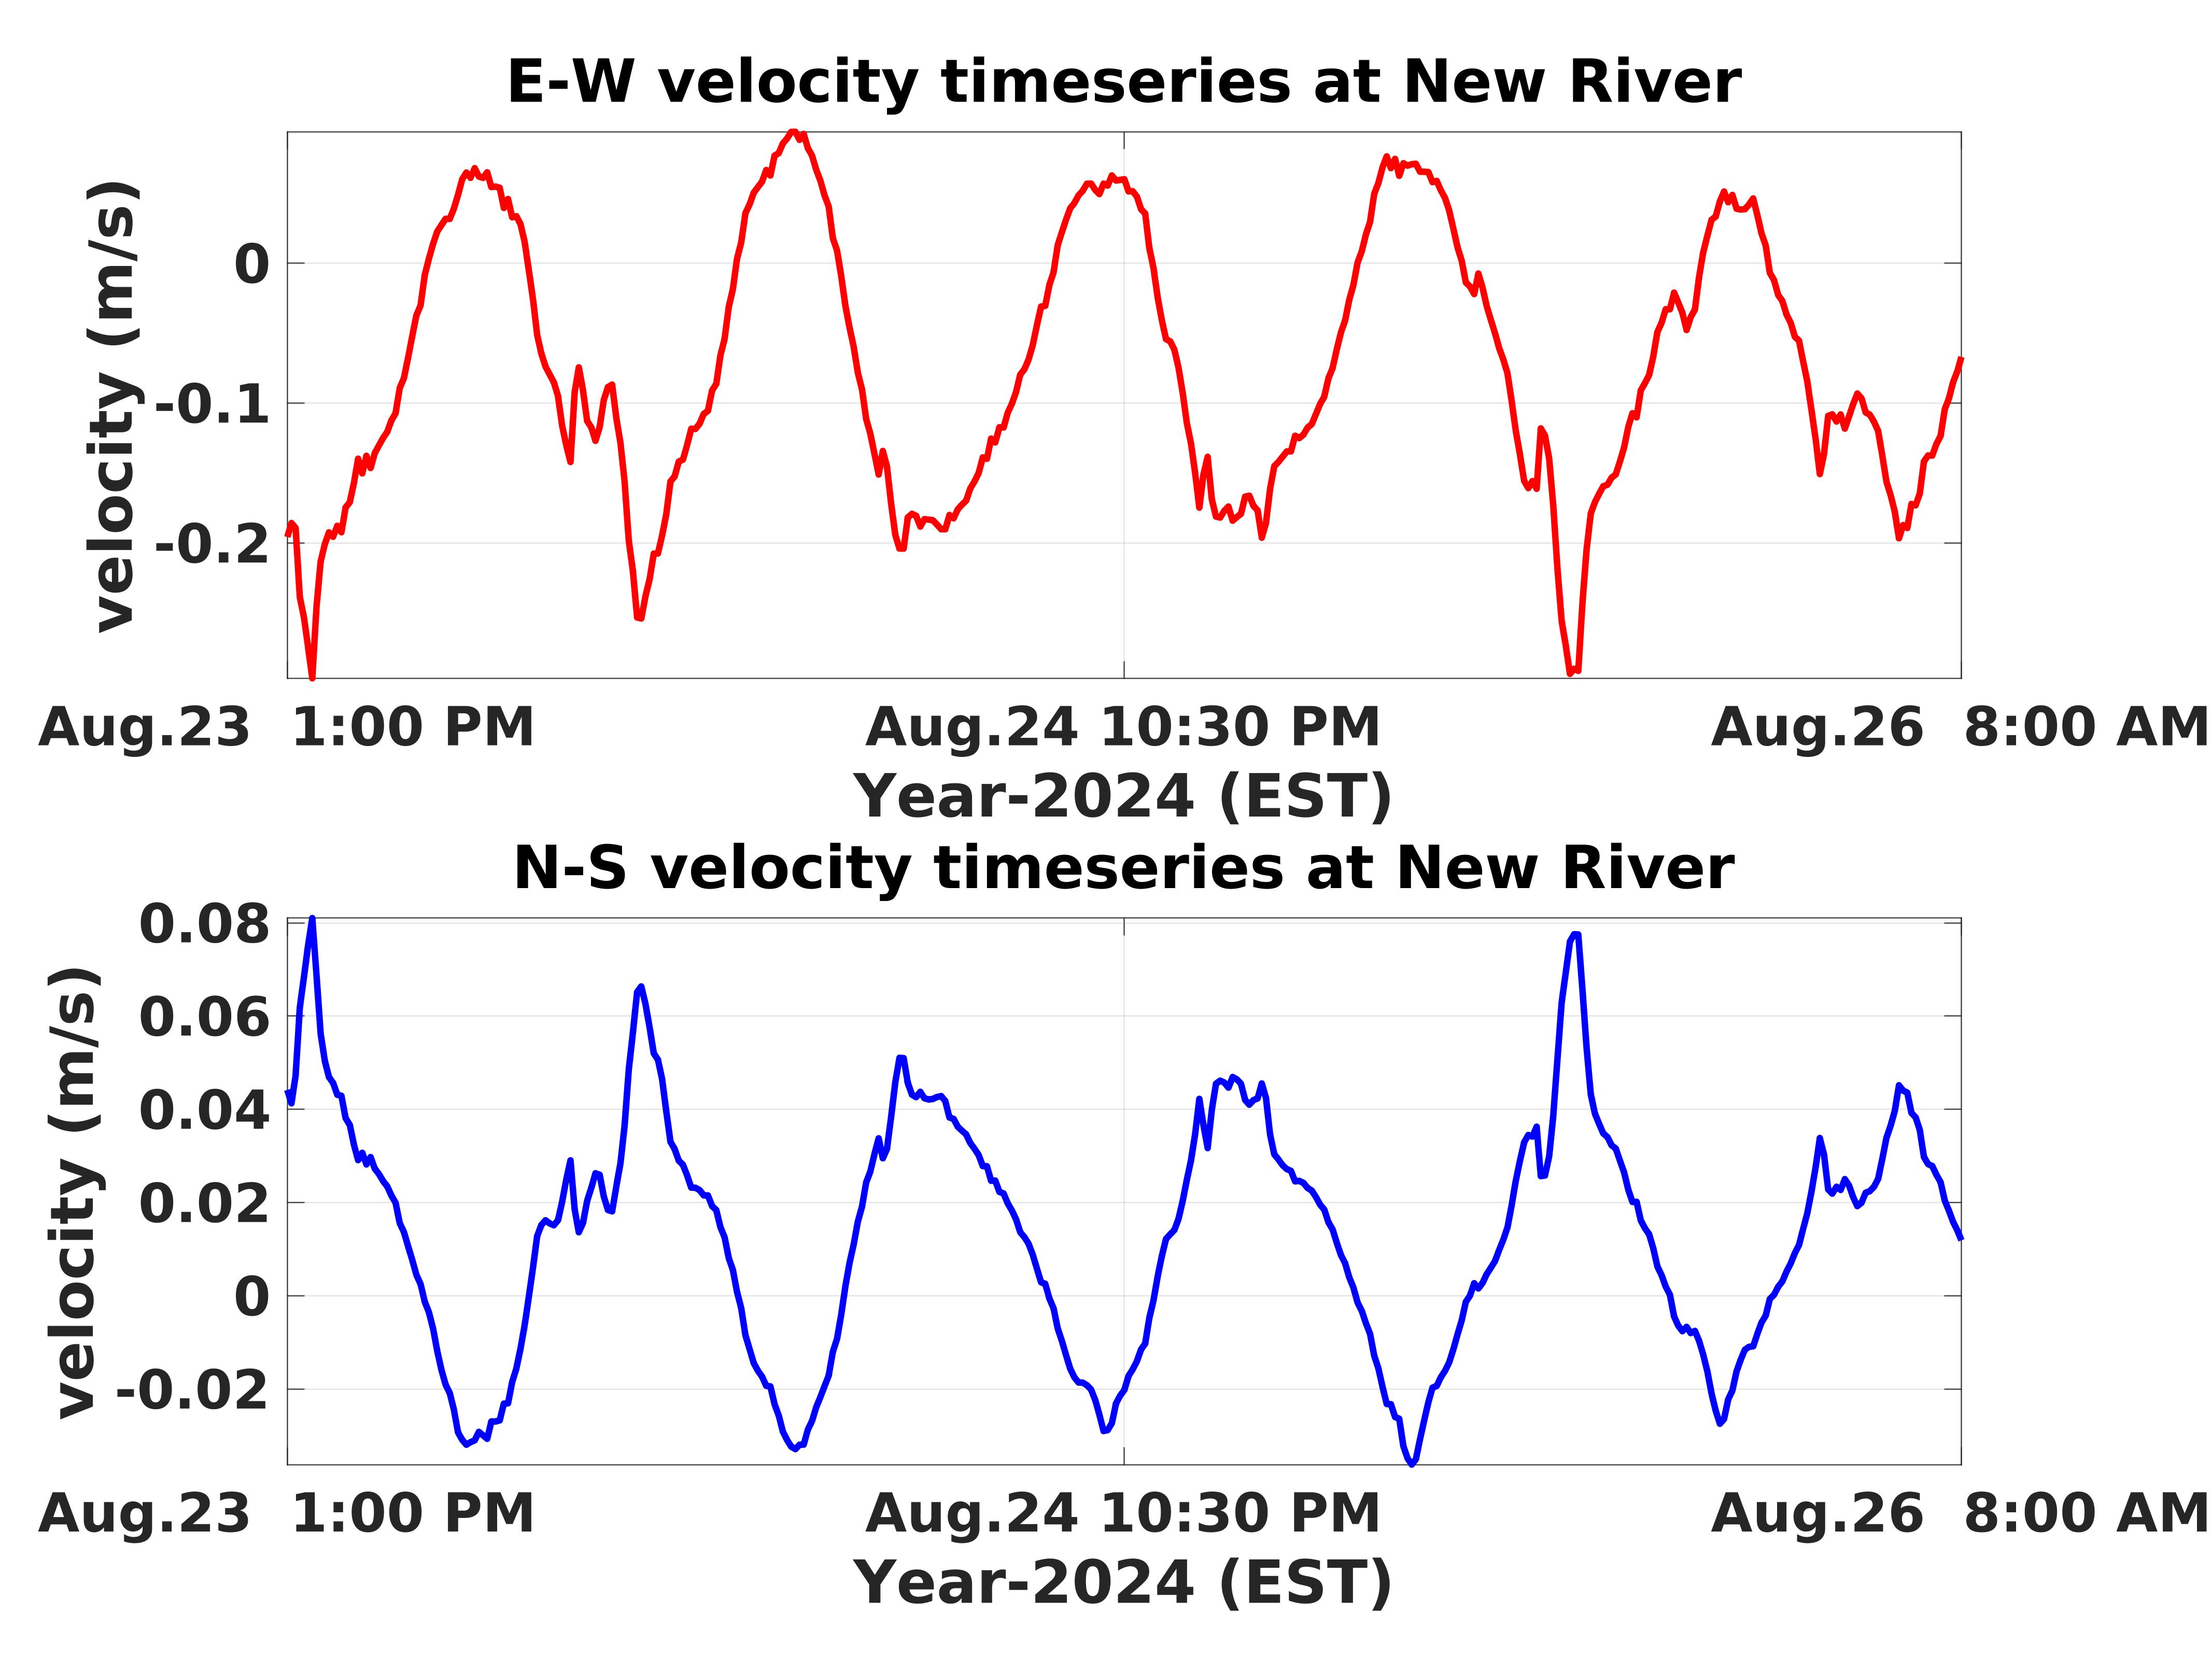 E-W velocity timeseries at New River
velocity (m/s)
0
-0.1
-0.2
Aug.23  1:00 PM
Aug.24 10:30 PM
Aug.26  8:00 AM
Year-2024 (EST)
N-S velocity timeseries at New River
velocity (m/s)
0.08
0.06
0.04
0.02
0
-0.02
Aug.23  1:00 PM
Aug.24 10:30 PM
Aug.26  8:00 AM
Year-2024 (EST)